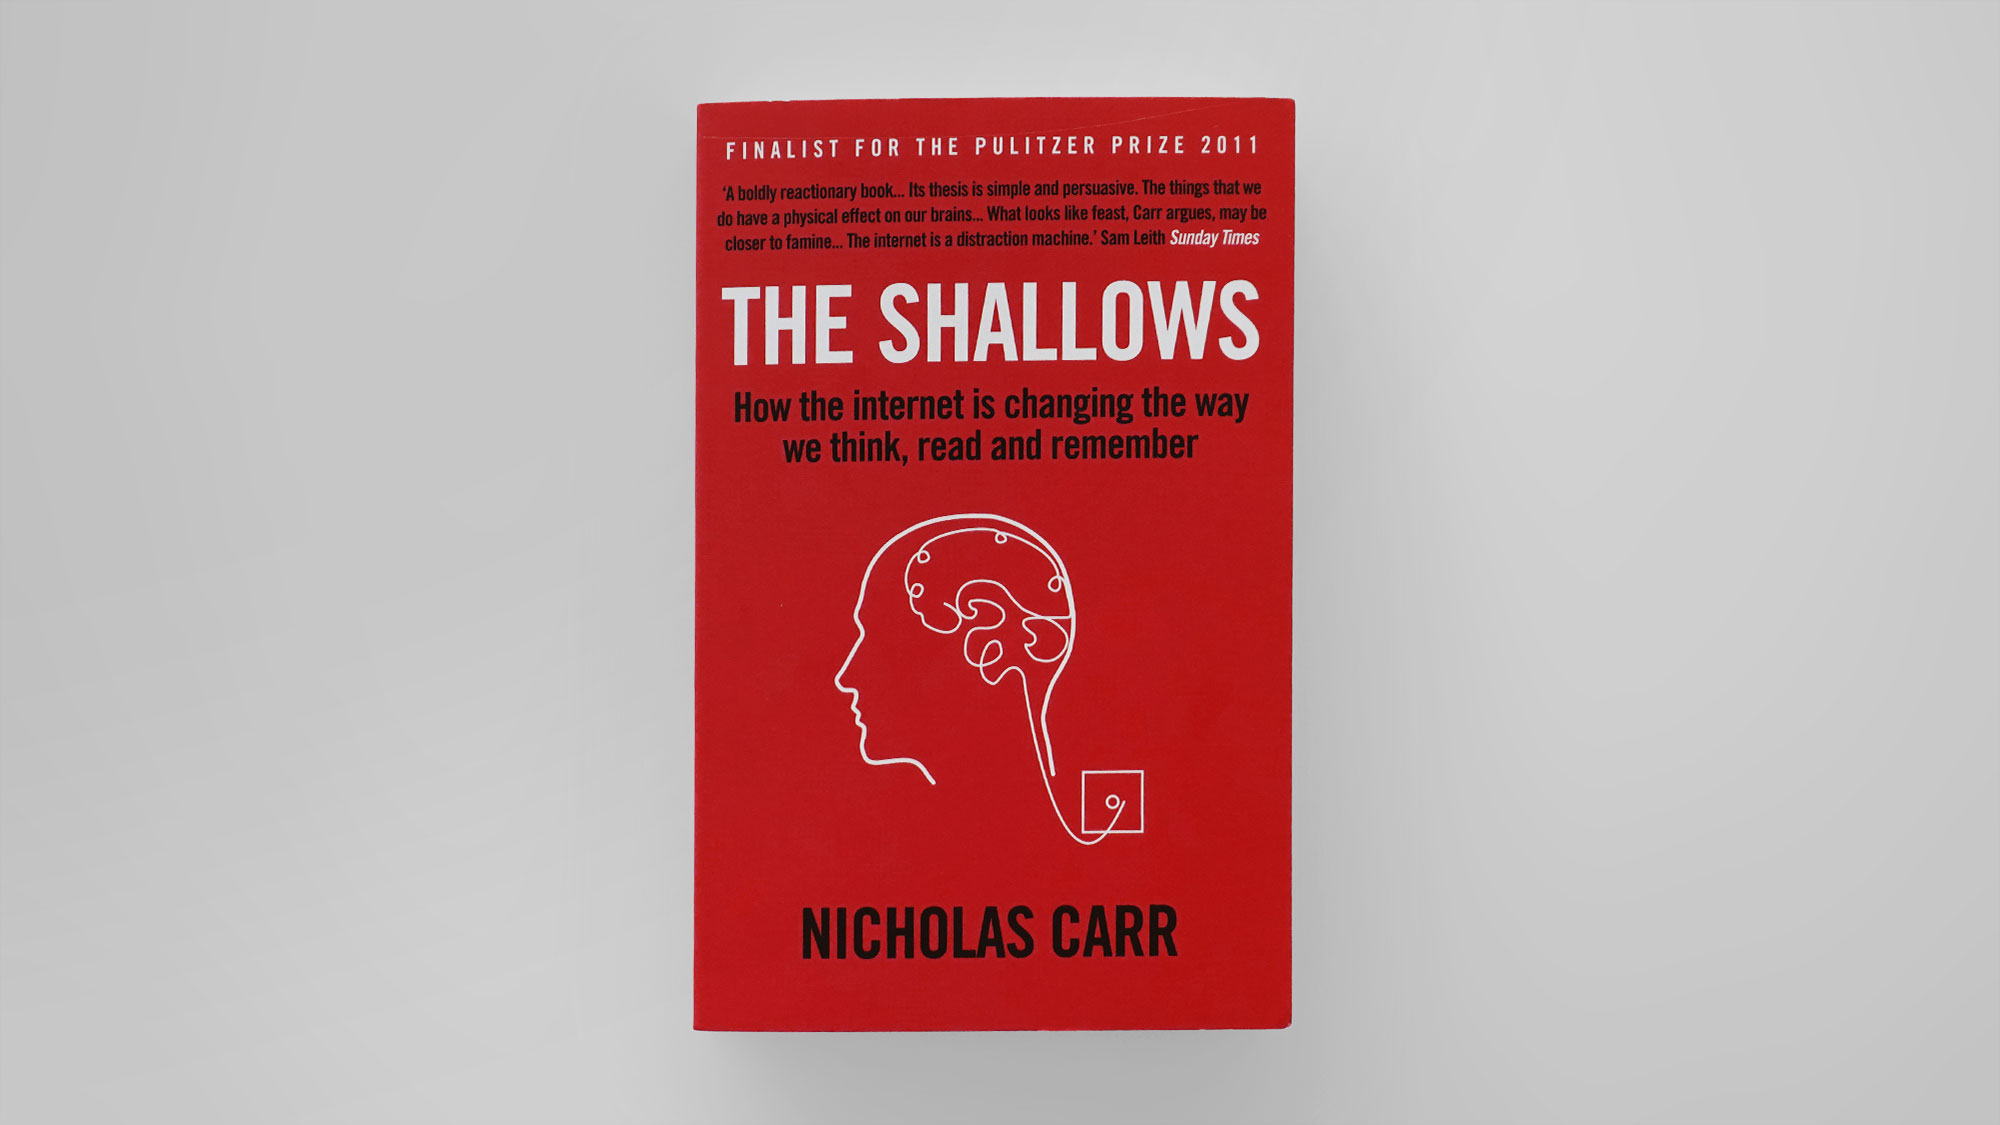 FINALIST FOR THE PULITZER PRIZE 2011
‘A boldly reactionary book... Its thesis is simple and persuasive. The things that we
do have a physical effect on our brains... What looks like feast, Carr argues, may be
closer to famine... The internet is a distraction machine.’ Sam Leith Sunday Times
THE SHALLOWS
How the internet is changing the way
we think, read and remember
NICHOLAS CARR